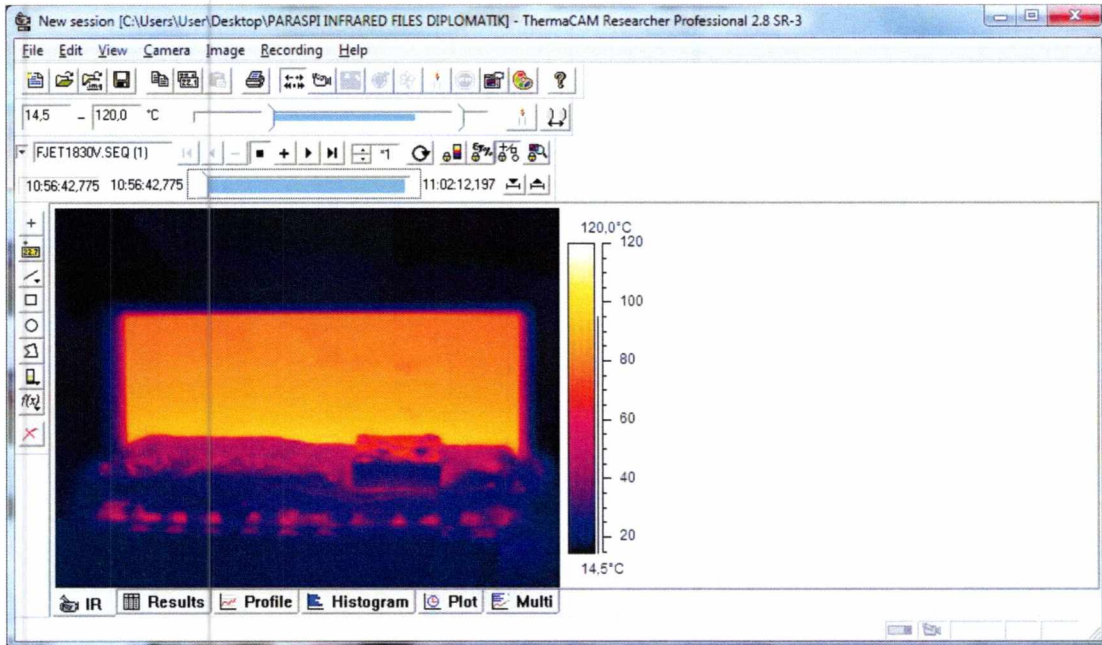 New session [C:\Users\User\Desktop\PARASPI INFRARED FILES DIPLOMATIK] - ThermaCAM Researcher Professional 2.8 SR-3
File Edit View Camera Image Recording Help
14,5 - 120,0 °C
FJET1830V.SEQ (1)
10:56:42,775 10:56:42,775 11:02:12,197
120,0°C
120
100
80
60
40
20
14,5°C
f(x)
IR Results Profile Histogram Plot Multi